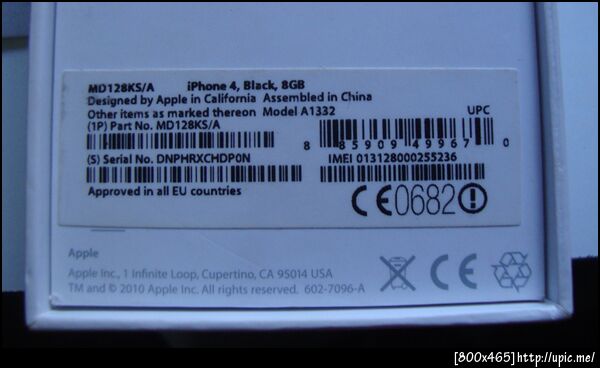 MD128KS/A iPhone 4, Black, 8GB
Designed by Apple in California Assembled in China
Other items as marked thereon Model A1332 UPC
(1P) Part No. MD128KS/A
8 85909 49967 0
(S) Serial No. DNPHRXCHDP0N IMEI 013128000255236
Approved in all EU countries
CE0682
Apple
Apple Inc., 1 Infinite Loop, Cupertino, CA 95014 USA
TM and © 2010 Apple Inc. All rights reserved. 602-7096-A
CE
[800x465]http://upic.me/